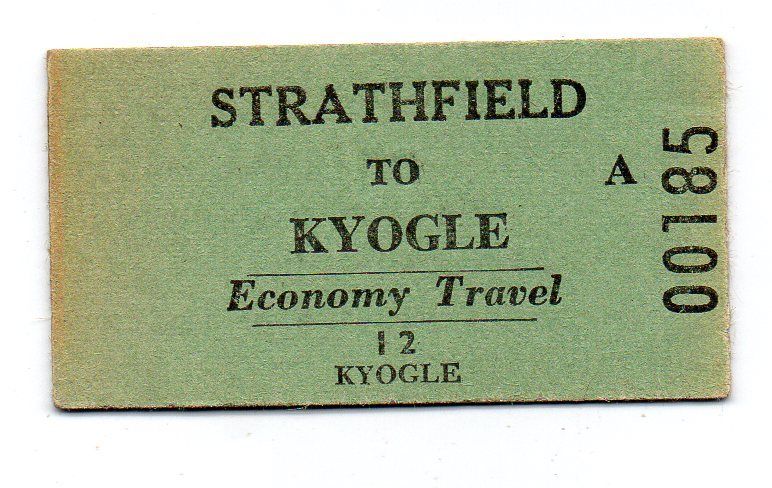 STRATHFIELD
TO
A
KYOGLE
Economy Travel
12
KYOGLE
00185